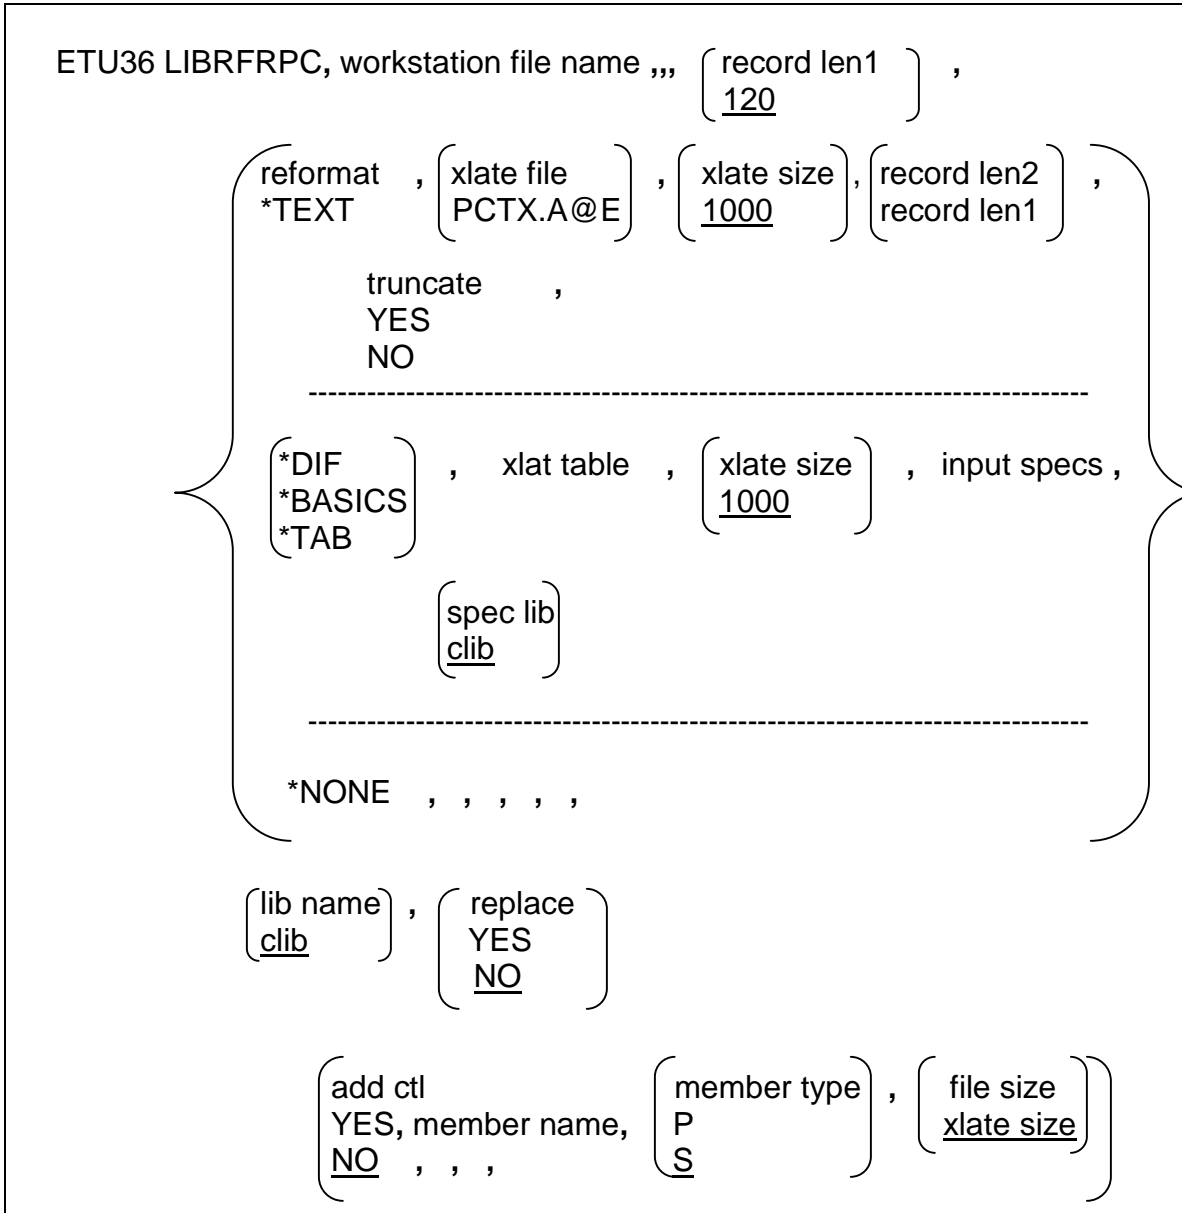 ETU36 LIBRFRPC, workstation file name ,,, record len1 ,
120
reformat , xlate file , xlate size , record len2 ,
*TEXT PCTX.A@E 1000 record len1
truncate ,
YES
NO
--------------------------------------------------------------------------------
*DIF , xlat table , xlate size , input specs ,
*BASICS 1000
*TAB
spec lib
clib
--------------------------------------------------------------------------------
*NONE , , , , ,
lib name , replace
clib YES
NO
add ctl member type , file size
YES, member name, P xlate size
NO , , , S